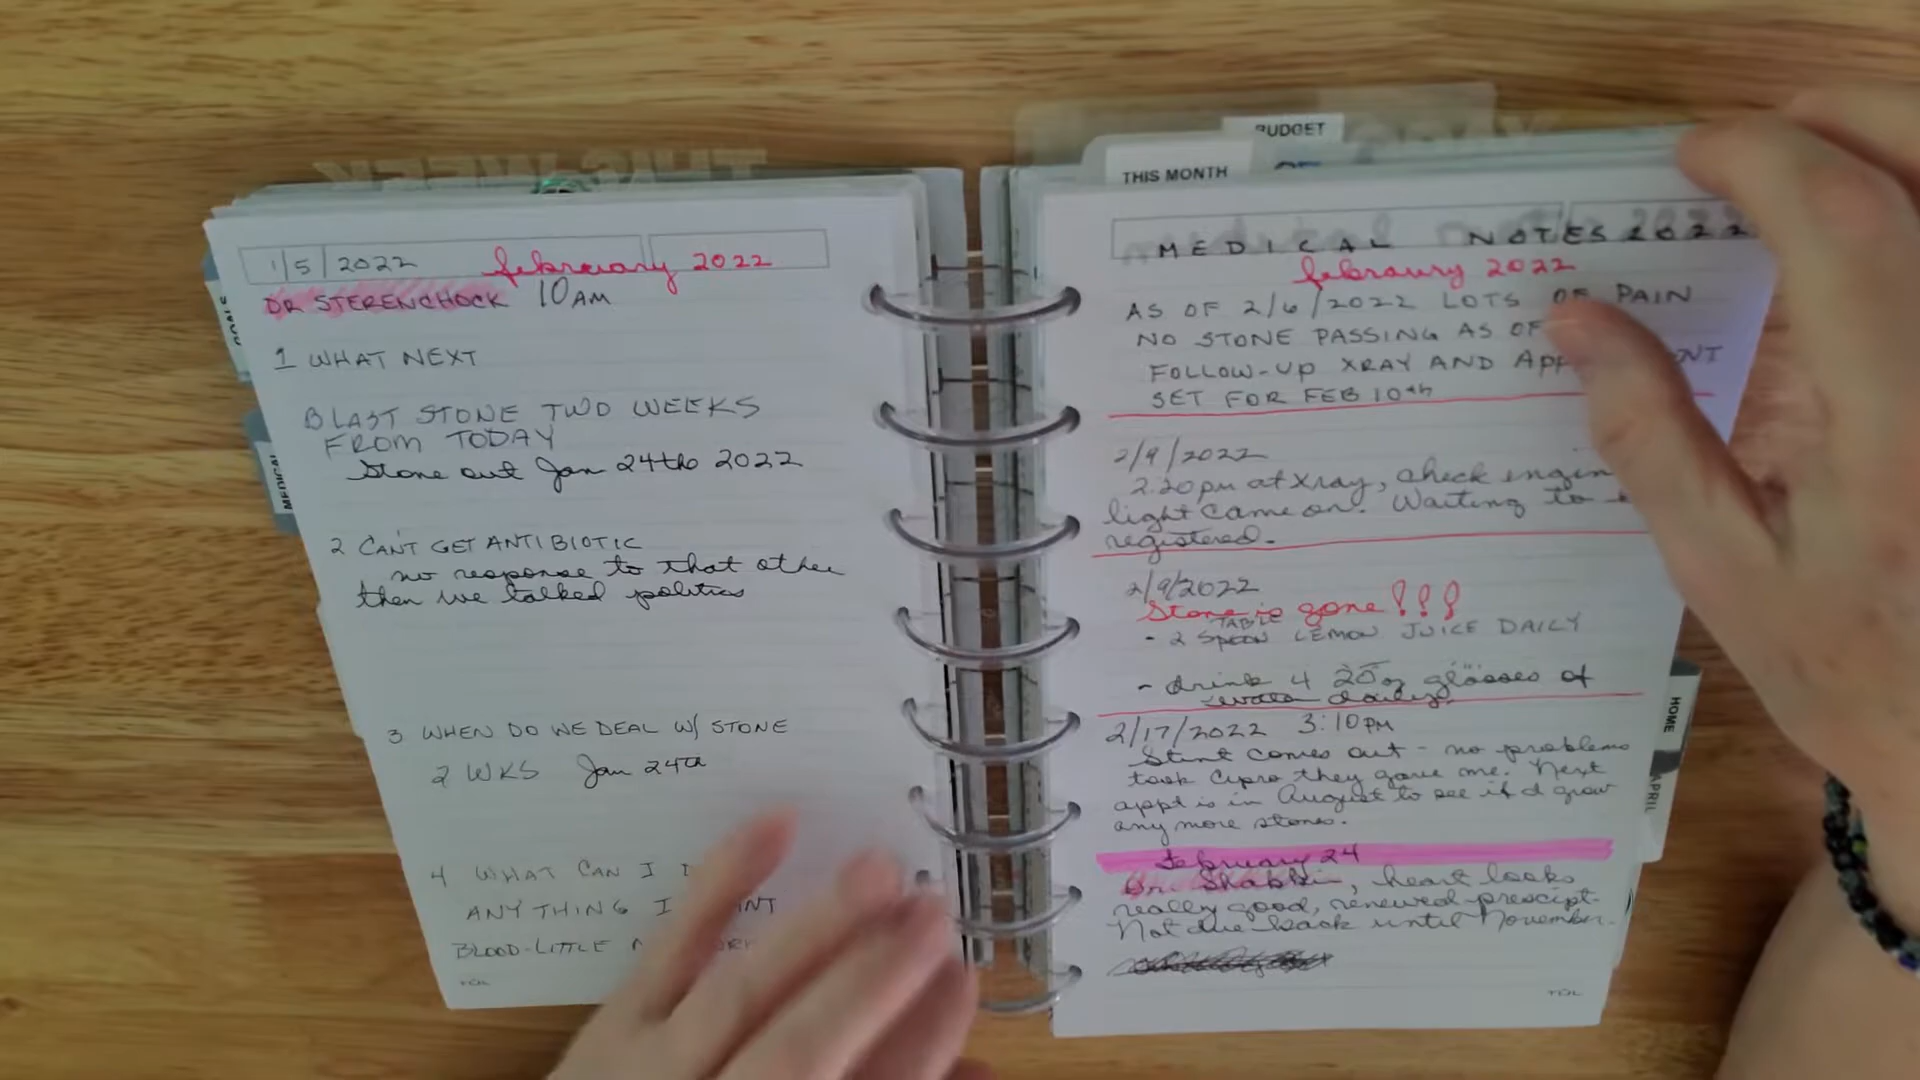 BUDGET
THIS MONTH
1/5/2022 february 2022
DR STERENCHOCK 10AM
1 WHAT NEXT
BLAST STONE TWO WEEKS
FROM TODAY
Stone out Jan 24th 2022
2 CAN'T GET ANTIBIOTIC
no response to that other
then we talked politics
3 WHEN DO WE DEAL W/ STONE
2 WKS Jan 24th
4 WHAT CAN I
ANYTHING I
BLOOD-LITTLE
MEDICAL
MEDICAL NOTES 2022
febraury 2022
AS OF 2/6/2022 LOTS OF PAIN
NO STONE PASSING AS OF
FOLLOW-UP XRAY AND
SET FOR FEB 10th
2/9/2022
2:20pm at xray, check
light came on. Waiting to
registered.
2/9/2022
Stone is gone!!!
TABLE
- 2 SPOON LEMON JUICE DAILY
- drink 4 20oz glasses of
water daily.
2/17/2022 3:10PM
Stint comes out - no problems
took Cipro they gave me. Next
appt is in August to see if I grow
any more stones.
February 24
Dr. heart looks
really good, renewed prescript.
Not due back until November.
HOME
APRIL